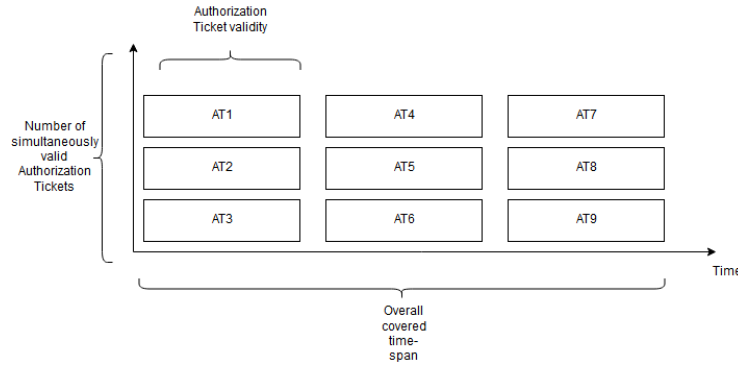 Authorization
Ticket validity
Number of
simultaneously
valid
Authorization
Tickets
AT1
AT4
AT7
AT2
AT5
AT8
AT3
AT6
AT9
Time
Overall
covered
time-
span